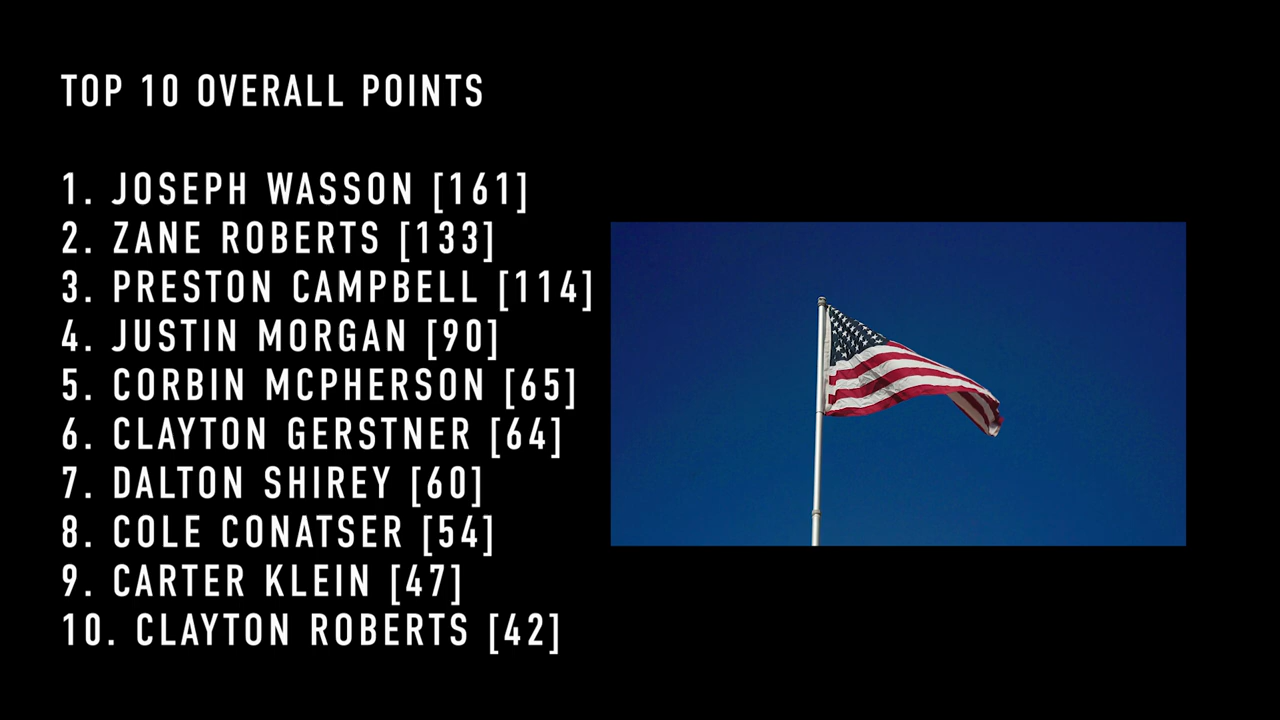 TOP 10 OVERALL POINTS
1. JOSEPH WASSON [161]
2. ZANE ROBERTS [133]
3. PRESTON CAMPBELL [114]
4. JUSTIN MORGAN [90]
5. CORBIN MCPHERSON [65]
6. CLAYTON GERSTNER [64]
7. DALTON SHIREY [60]
8. COLE CONATSER [54]
9. CARTER KLEIN [47]
10. CLAYTON ROBERTS [42]